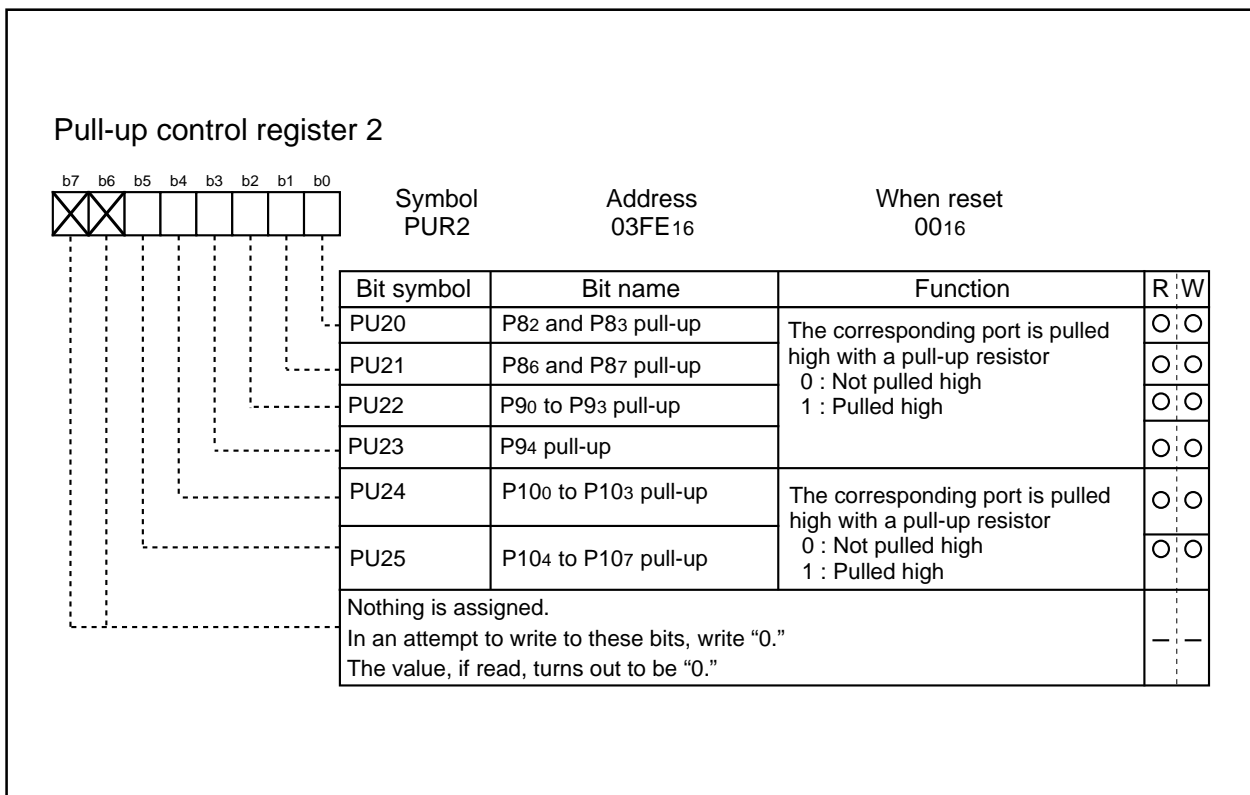 Pull-up control register 2
b7 b6 b5 b4 b3 b2 b1 b0
Symbol Address When reset
PUR2 03FE16 0016
Bit symbol Bit name Function R W
PU20 P82 and P83 pull-up The corresponding port is pulled
high with a pull-up resistor
0 : Not pulled high
1 : Pulled high
PU21 P86 and P87 pull-up
PU22 P90 to P93 pull-up
PU23 P94 pull-up
PU24 P100 to P103 pull-up The corresponding port is pulled
high with a pull-up resistor
0 : Not pulled high
1 : Pulled high
PU25 P104 to P107 pull-up
Nothing is assigned.
In an attempt to write to these bits, write “0.”
The value, if read, turns out to be “0.”